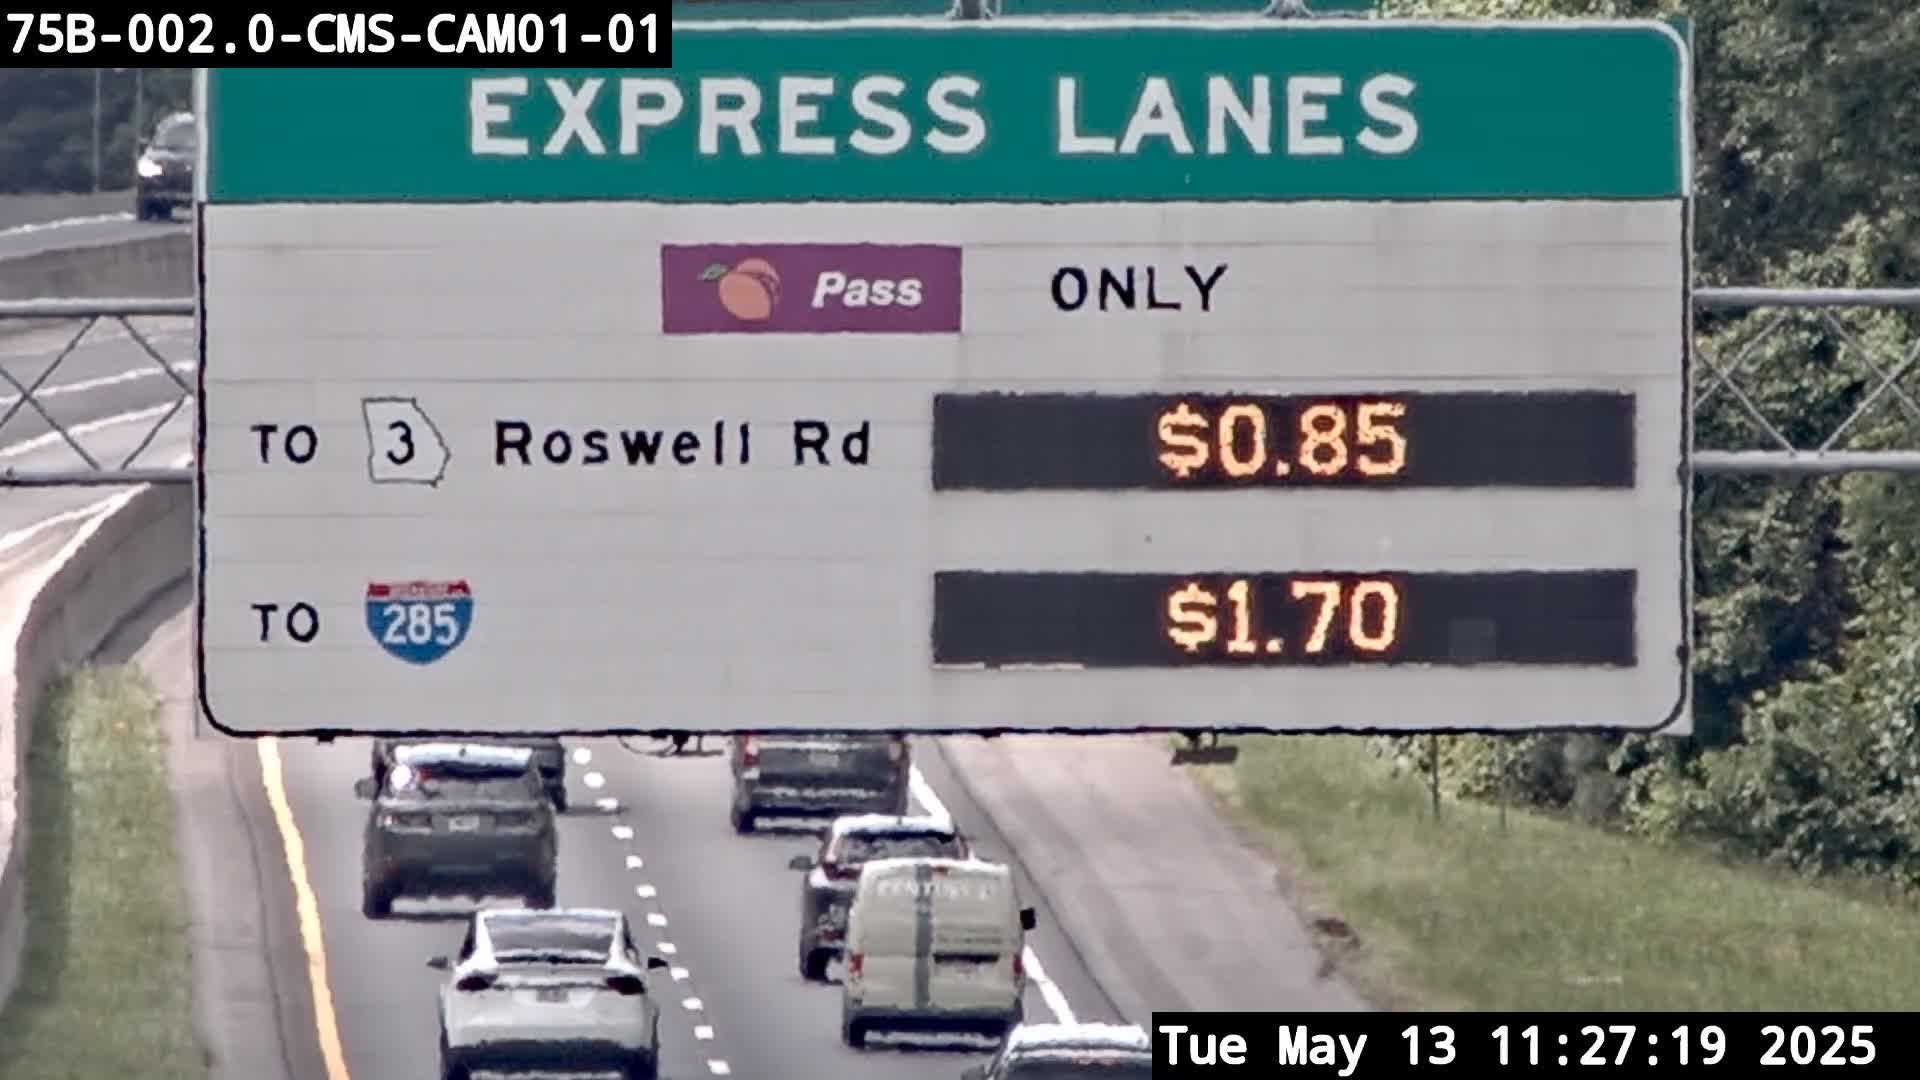 75B-002.0-CMS-CAM01-01
EXPRESS LANES
Pass ONLY
TO 3 Roswell Rd $0.85
TO 285 $1.70
Tue May 13 11:27:19 2025